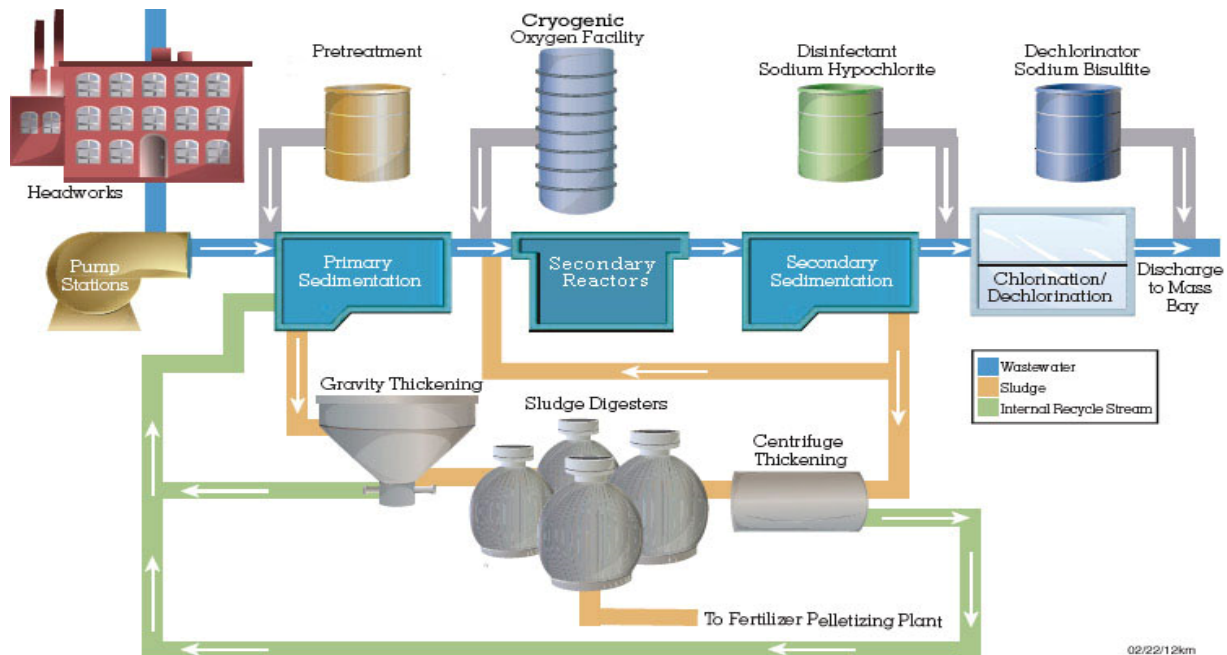 Pretreatment
Cryogenic
Oxygen Facility
Disinfectant
Sodium Hypochlorite
Dechlorinator
Sodium Bisulfite
Headworks
Pump
Stations
Primary
Sedimentation
Secondary
Reactors
Secondary
Sedimentation
Chlorination/
Dechlorination
Discharge
to Mass
Bay
Wastewater
Sludge
Internal Recycle Stream
Gravity Thickening
Sludge Digesters
Centrifuge
Thickening
To Fertilizer Pelletizing Plant
02/22/12km